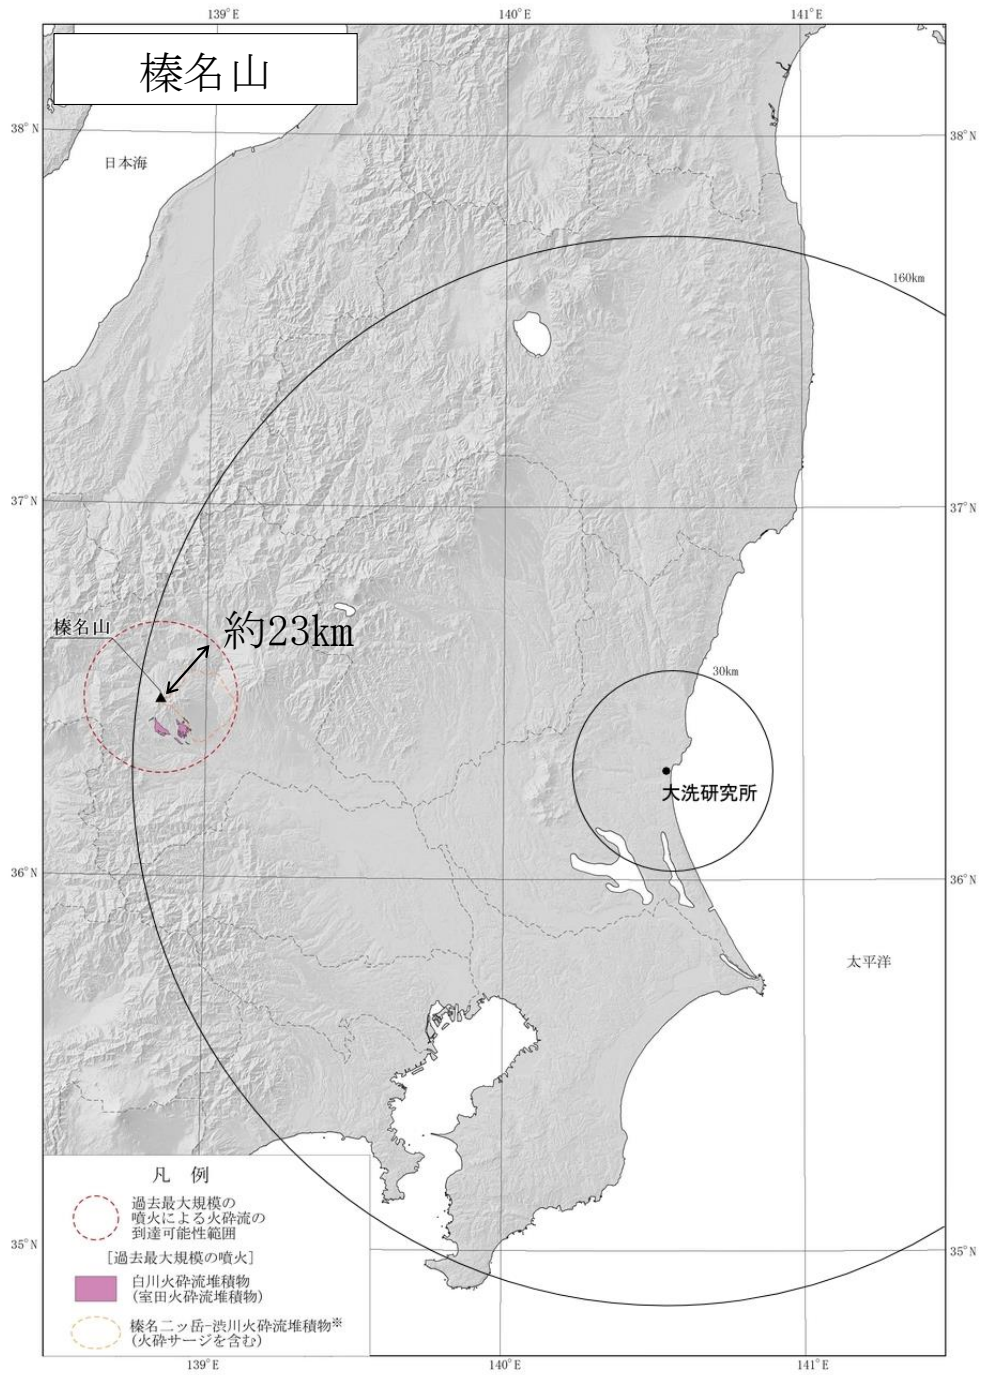 139°E
140°E
141°E
榛名山
38°N
38°N
日本海
160km
37°N
37°N
榛名山
約23km
30km
大洗研究所
36°N
36°N
太平洋
凡 例
過去最大規模の
噴火による火砕流の
到達可能性範囲
[過去最大規模の噴火]
白川火砕流堆積物
(室田火砕流堆積物)
榛名二ッ岳-渋川火砕流堆積物※
(火砕サージを含む)
35°N
35°N
139°E
140°E
141°E